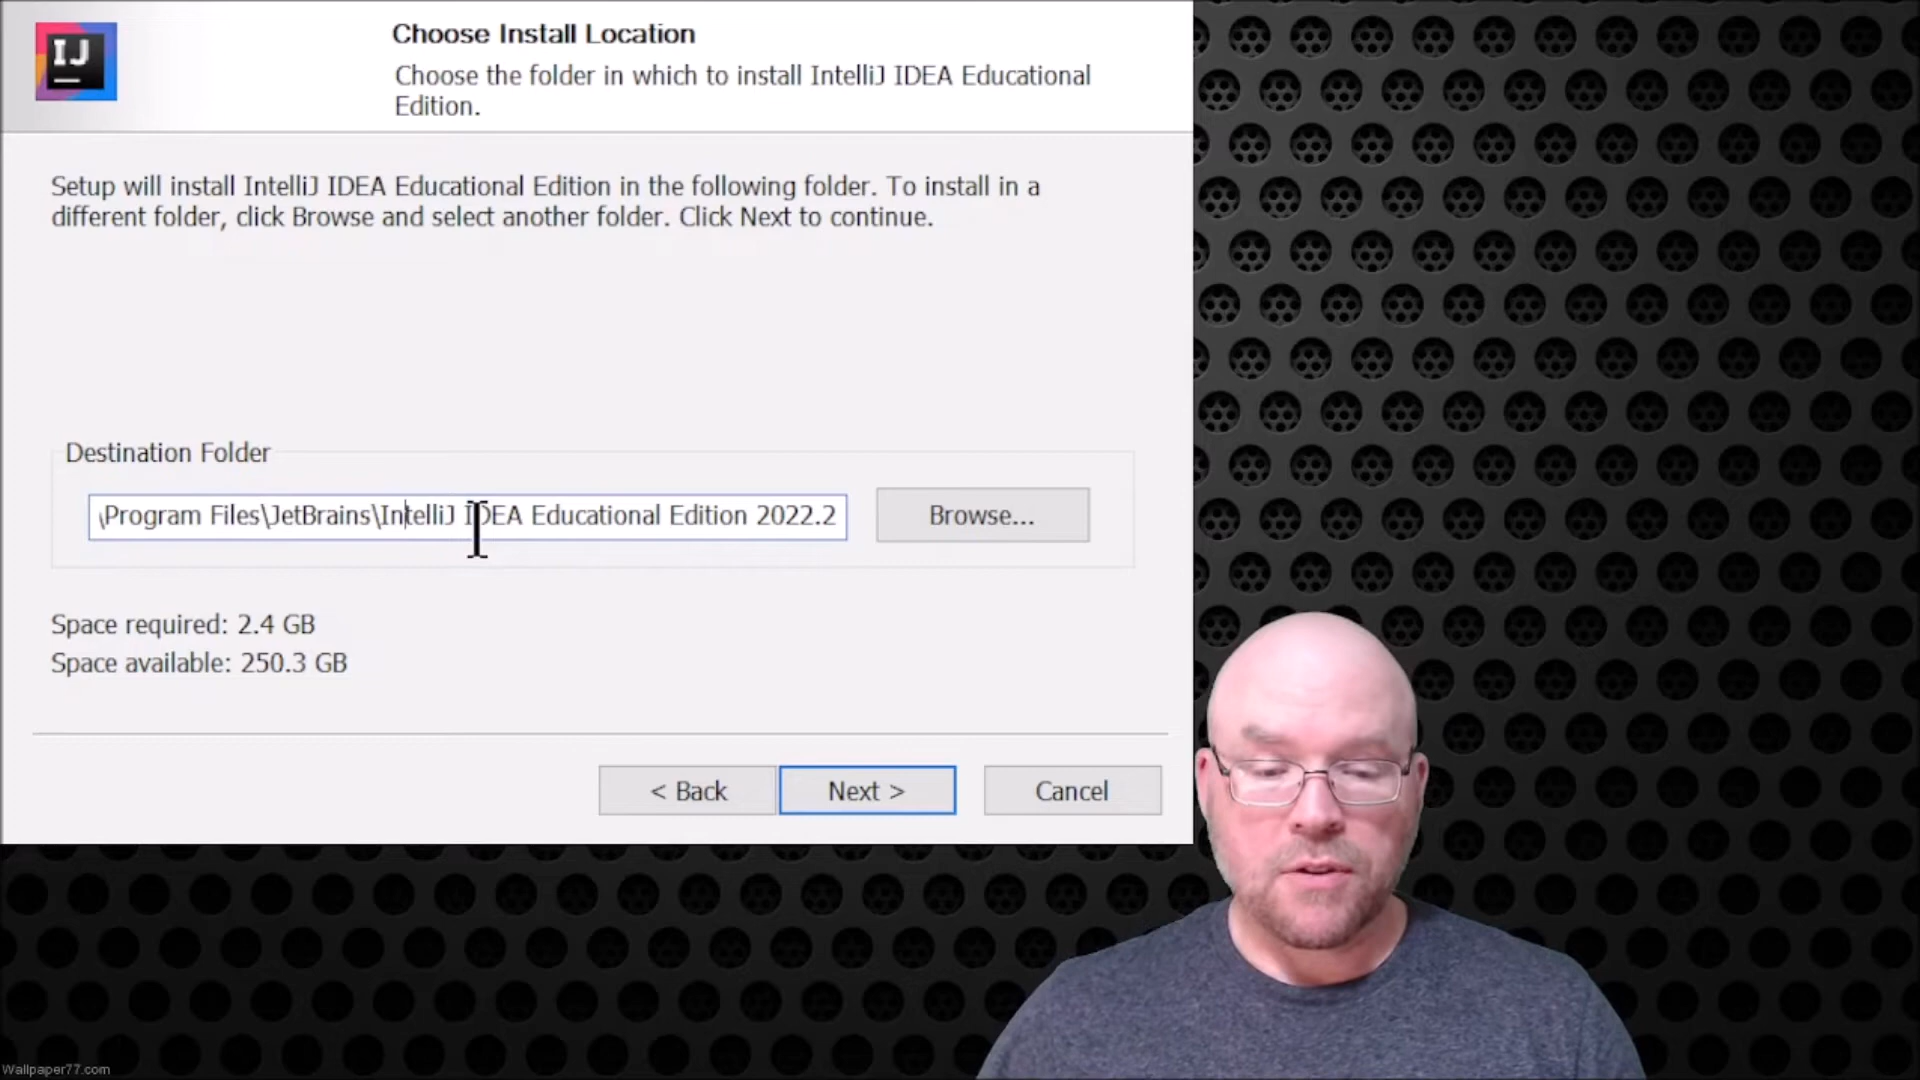 IJ
Choose Install Location
Choose the folder in which to install IntelliJ IDEA Educational
Edition.
Setup will install IntelliJ IDEA Educational Edition in the following folder. To install in a
different folder, click Browse and select another folder. Click Next to continue.
Destination Folder
\Program Files\JetBrains\IntelliJ IDEA Educational Edition 2022.2
Browse...
Space required: 2.4 GB
Space available: 250.3 GB
< Back
Next >
Cancel
Wallpaper77.com